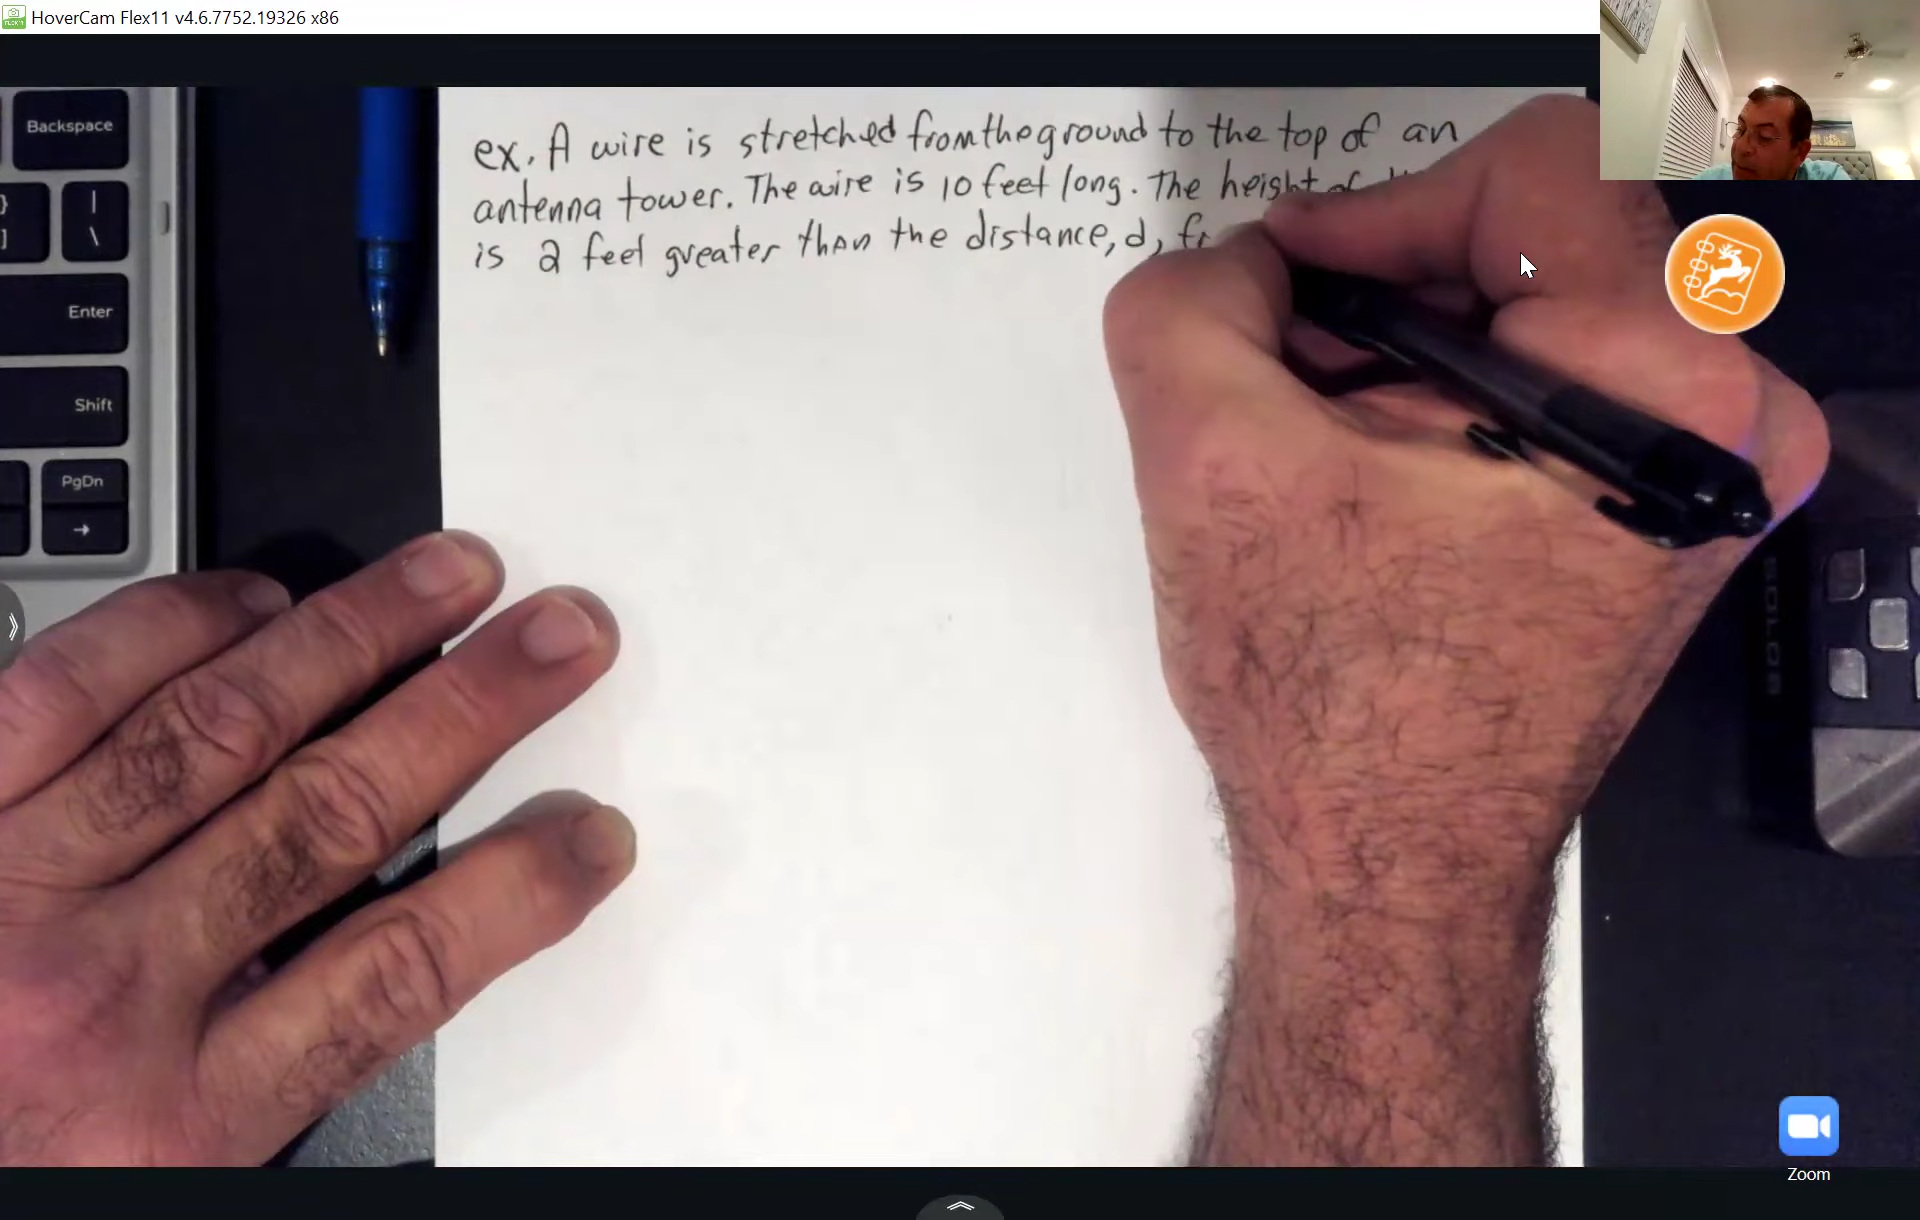 HoverCam Flex11 v4.6.7752.19326 x86
Backspace
}
]
|
\
Enter
Shift
PgDn
→
ex. A wire is stretched from the ground to the top of an
antenna tower. The wire is 10 feet long. The height of
is 2 feet greater than the distance, d,
Zoom